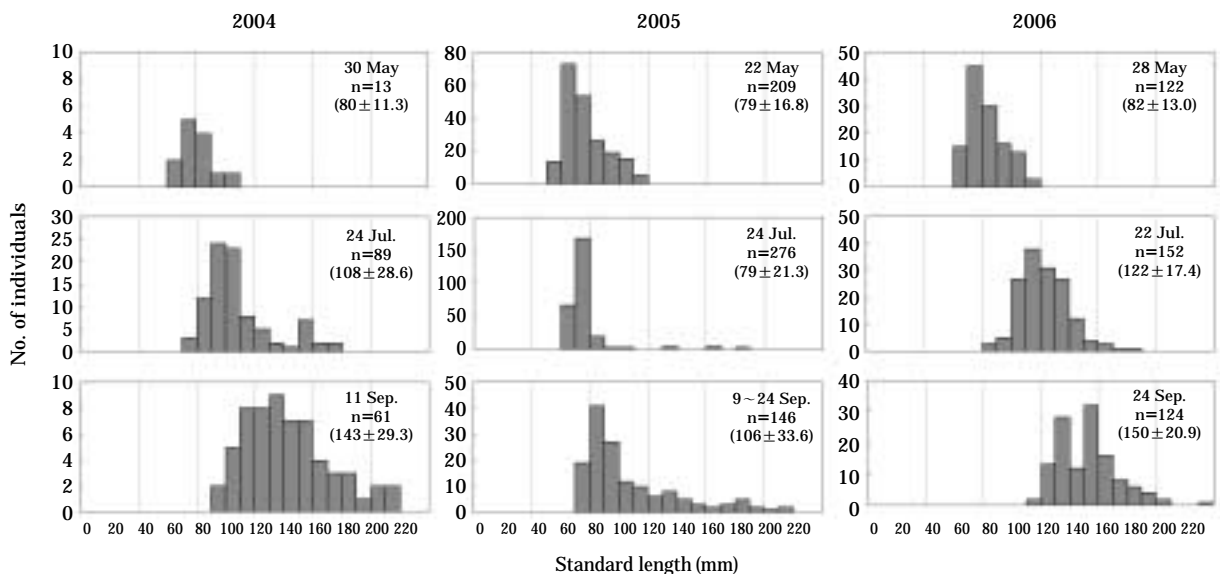 2004 2005 2006
No. of individuals
10
8
6
4
2
0
30 May
n=13
(80±11.3)
80
60
40
20
0
22 May
n=209
(79±16.8)
50
40
30
20
10
0
28 May
n=122
(82±13.0)
30
25
20
15
10
5
0
24 Jul.
n=89
(108±28.6)
200
150
100
50
0
24 Jul.
n=276
(79±21.3)
50
40
30
20
10
0
22 Jul.
n=152
(122±17.4)
10
8
6
4
2
0
11 Sep.
n=61
(143±29.3)
50
40
30
20
10
0
9~24 Sep.
n=146
(106±33.6)
40
30
20
10
0
24 Sep.
n=124
(150±20.9)
0 20 40 60 80 100 120 140 160 180 200 220
0 20 40 60 80 100 120 140 160 180 200 220
0 20 40 60 80 100 120 140 160 180 200 220
Standard length (mm)